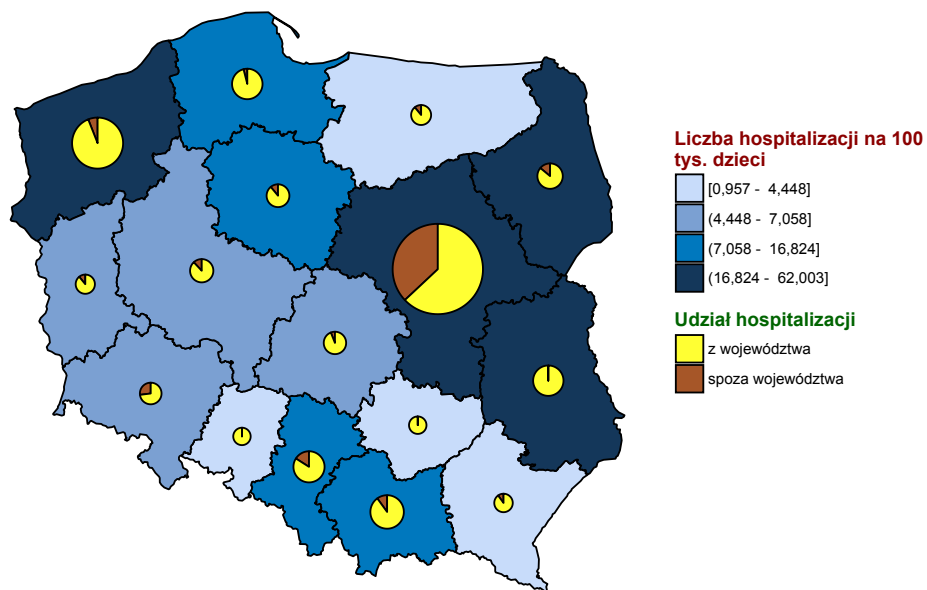 Liczba hospitalizacji na 100
tys. dzieci
[0,957 - 4,448]
(4,448 - 7,058]
(7,058 - 16,824]
(16,824 - 62,003]
Udział hospitalizacji
z województwa
spoza województwa